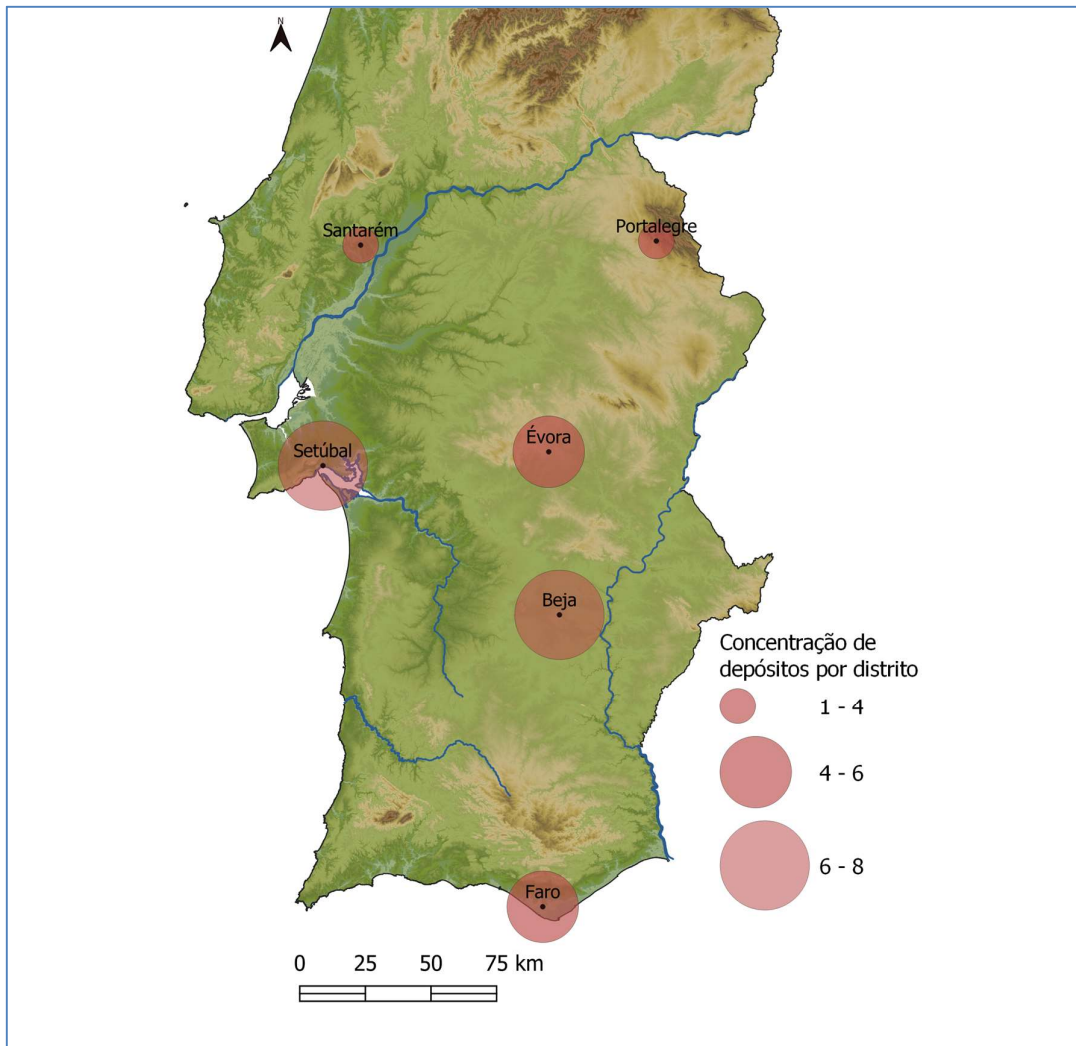 N
Santarém
Portalegre
Évora
Setúbal
Beja
Concentração de
depósitos por distrito
1 - 4
4 - 6
6 - 8
Faro
0 25 50 75 km